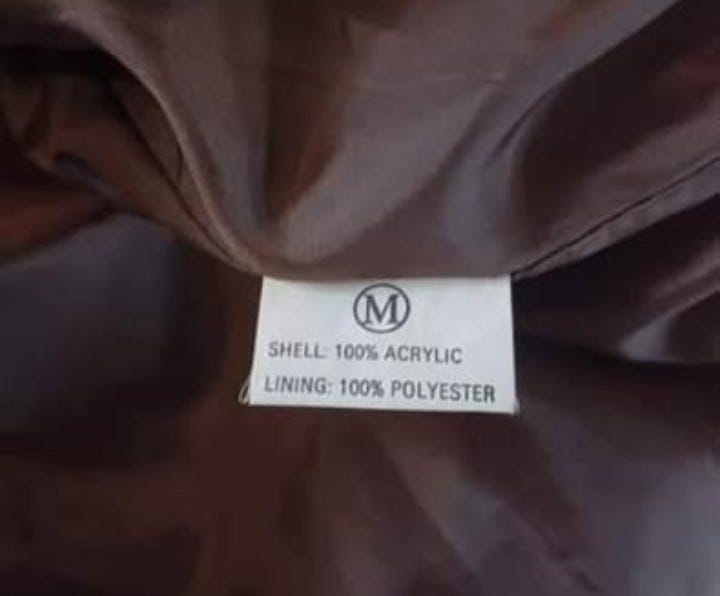 M
SHELL: 100% ACRYLIC
LINING: 100% POLYESTER